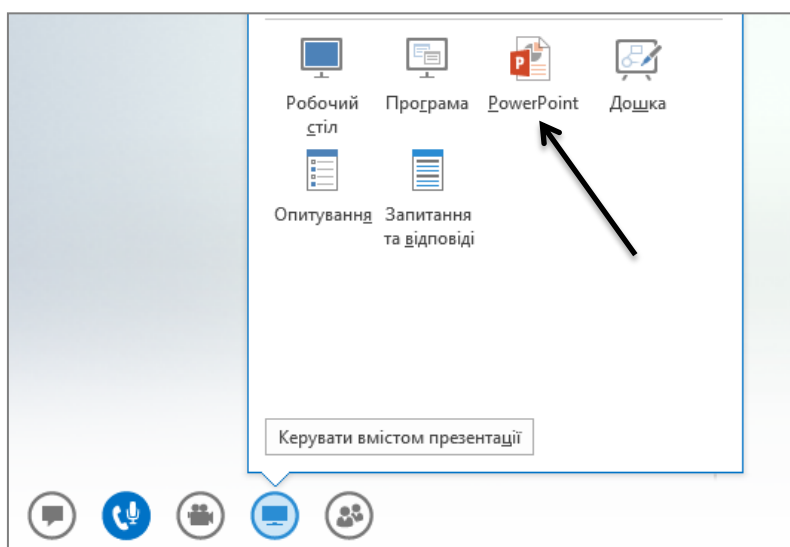 Робочий стіл
Програма
PowerPoint
Дошка
Опитування
Запитання та відповіді
Керувати вмістом презентації